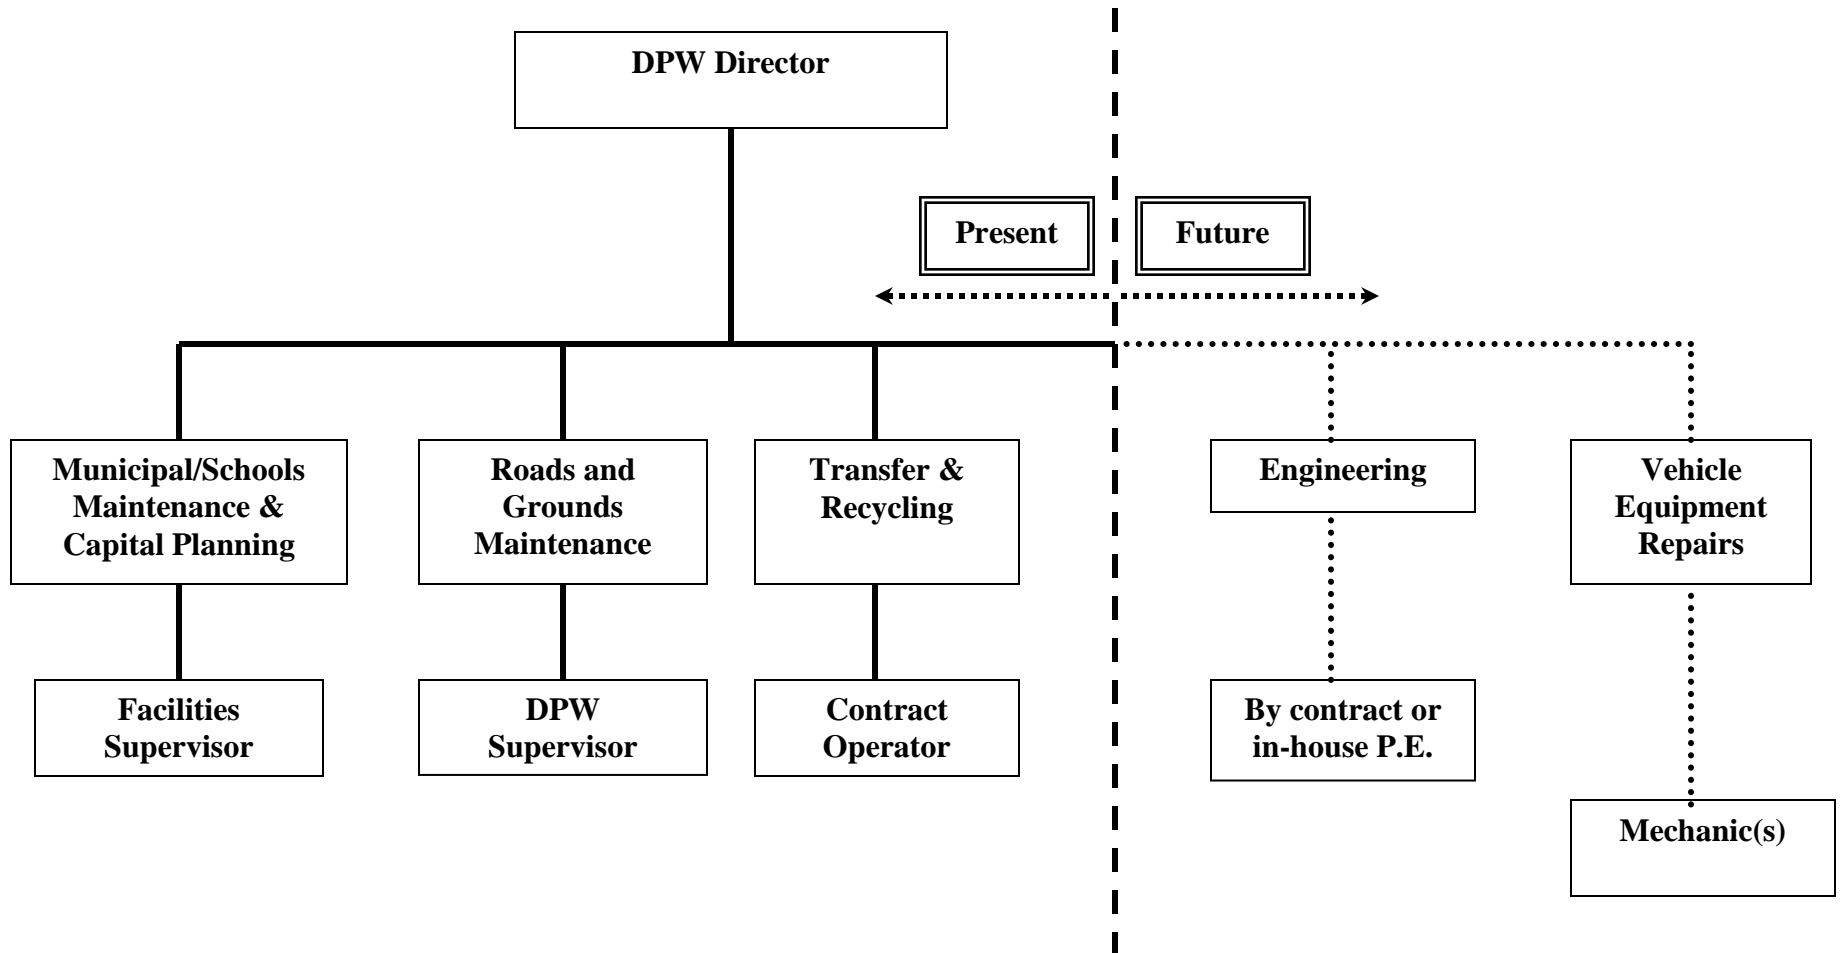 DPW Director
Present
Future
Municipal/Schools
Maintenance &
Capital Planning
Roads and
Grounds
Maintenance
Transfer &
Recycling
Engineering
Vehicle
Equipment
Repairs
Facilities
Supervisor
DPW
Supervisor
Contract
Operator
By contract or
in-house P.E.
Mechanic(s)